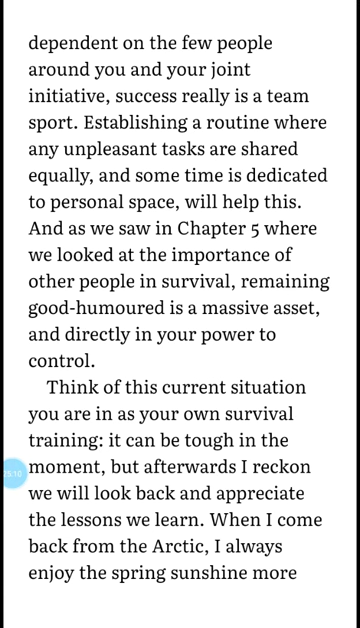 dependent on the few people
around you and your joint
initiative, success really is a team
sport. Establishing a routine where
any unpleasant tasks are shared
equally, and some time is dedicated
to personal space, will help this.
And as we saw in Chapter 5 where
we looked at the importance of
other people in survival, remaining
good-humoured is a massive asset,
and directly in your power to
control.
Think of this current situation
you are in as your own survival
training: it can be tough in the
moment, but afterwards I reckon
we will look back and appreciate
the lessons we learn. When I come
back from the Arctic, I always
enjoy the spring sunshine more